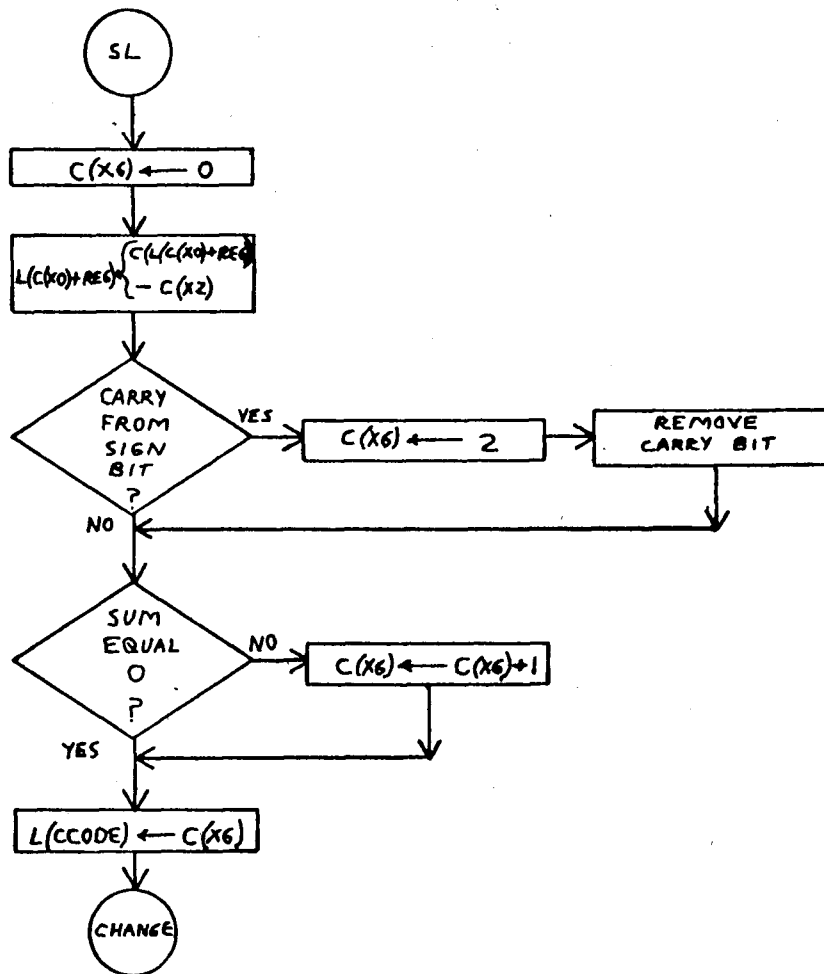 SL
C(X6) ← 0
L(C(X0)+REG) ← { C(L(C(X0)+REG)
- C(X2)
CARRY
FROM
SIGN
BIT
?
YES
C(X6) ← 2
REMOVE
CARRY BIT
NO
SUM
EQUAL
0
?
NO
C(X6) ← C(X6)+1
YES
L(CCODE) ← C(X6)
CHANGE